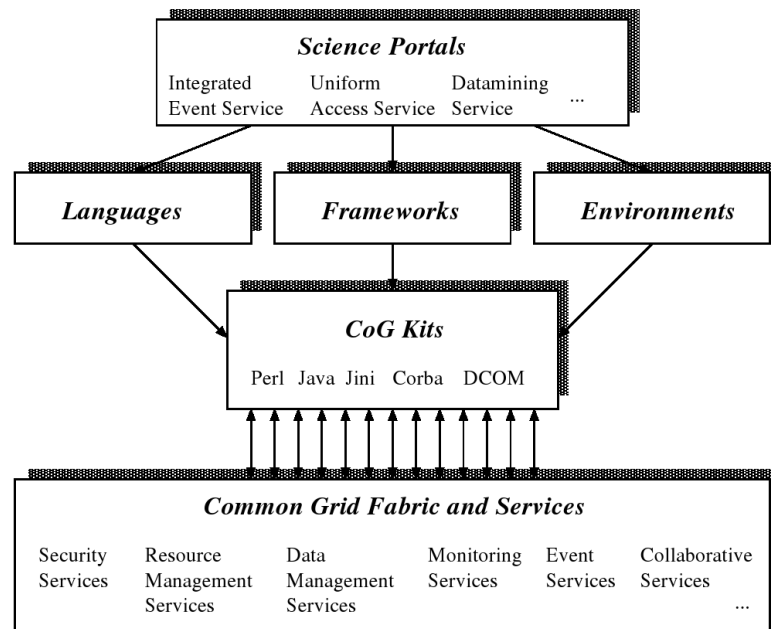 Science Portals
Integrated Uniform Datamining
Event Service Access Service Service ...
Languages Frameworks Environments
CoG Kits
Perl Java Jini Corba DCOM
Common Grid Fabric and Services
Security Resource Data Monitoring Event Collaborative
Services Management Management Services Services Services
Services Services ...